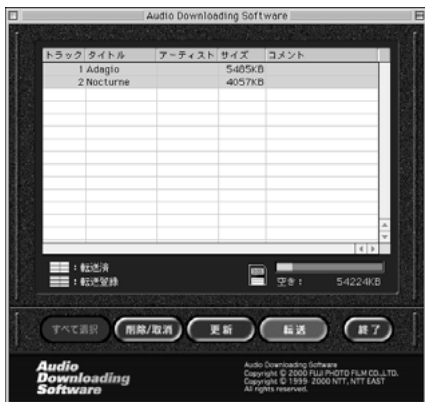 Audio Downloading Software
トラック タイトル アーティスト サイズ コメント
1 Adagio 5485KB
2 Nocturne 4057KB
：転送済
：転送登録
空き： 54224KB
すべて選択 削除/取消 更新 転送 終了
Audio
Downloading
Software
Audio Downloading Software
Copyright © 2000 FUJI PHOTO FILM CO.,LTD.
Copyright © 1999-2000 NTT, NTT EAST
All rights reserved.